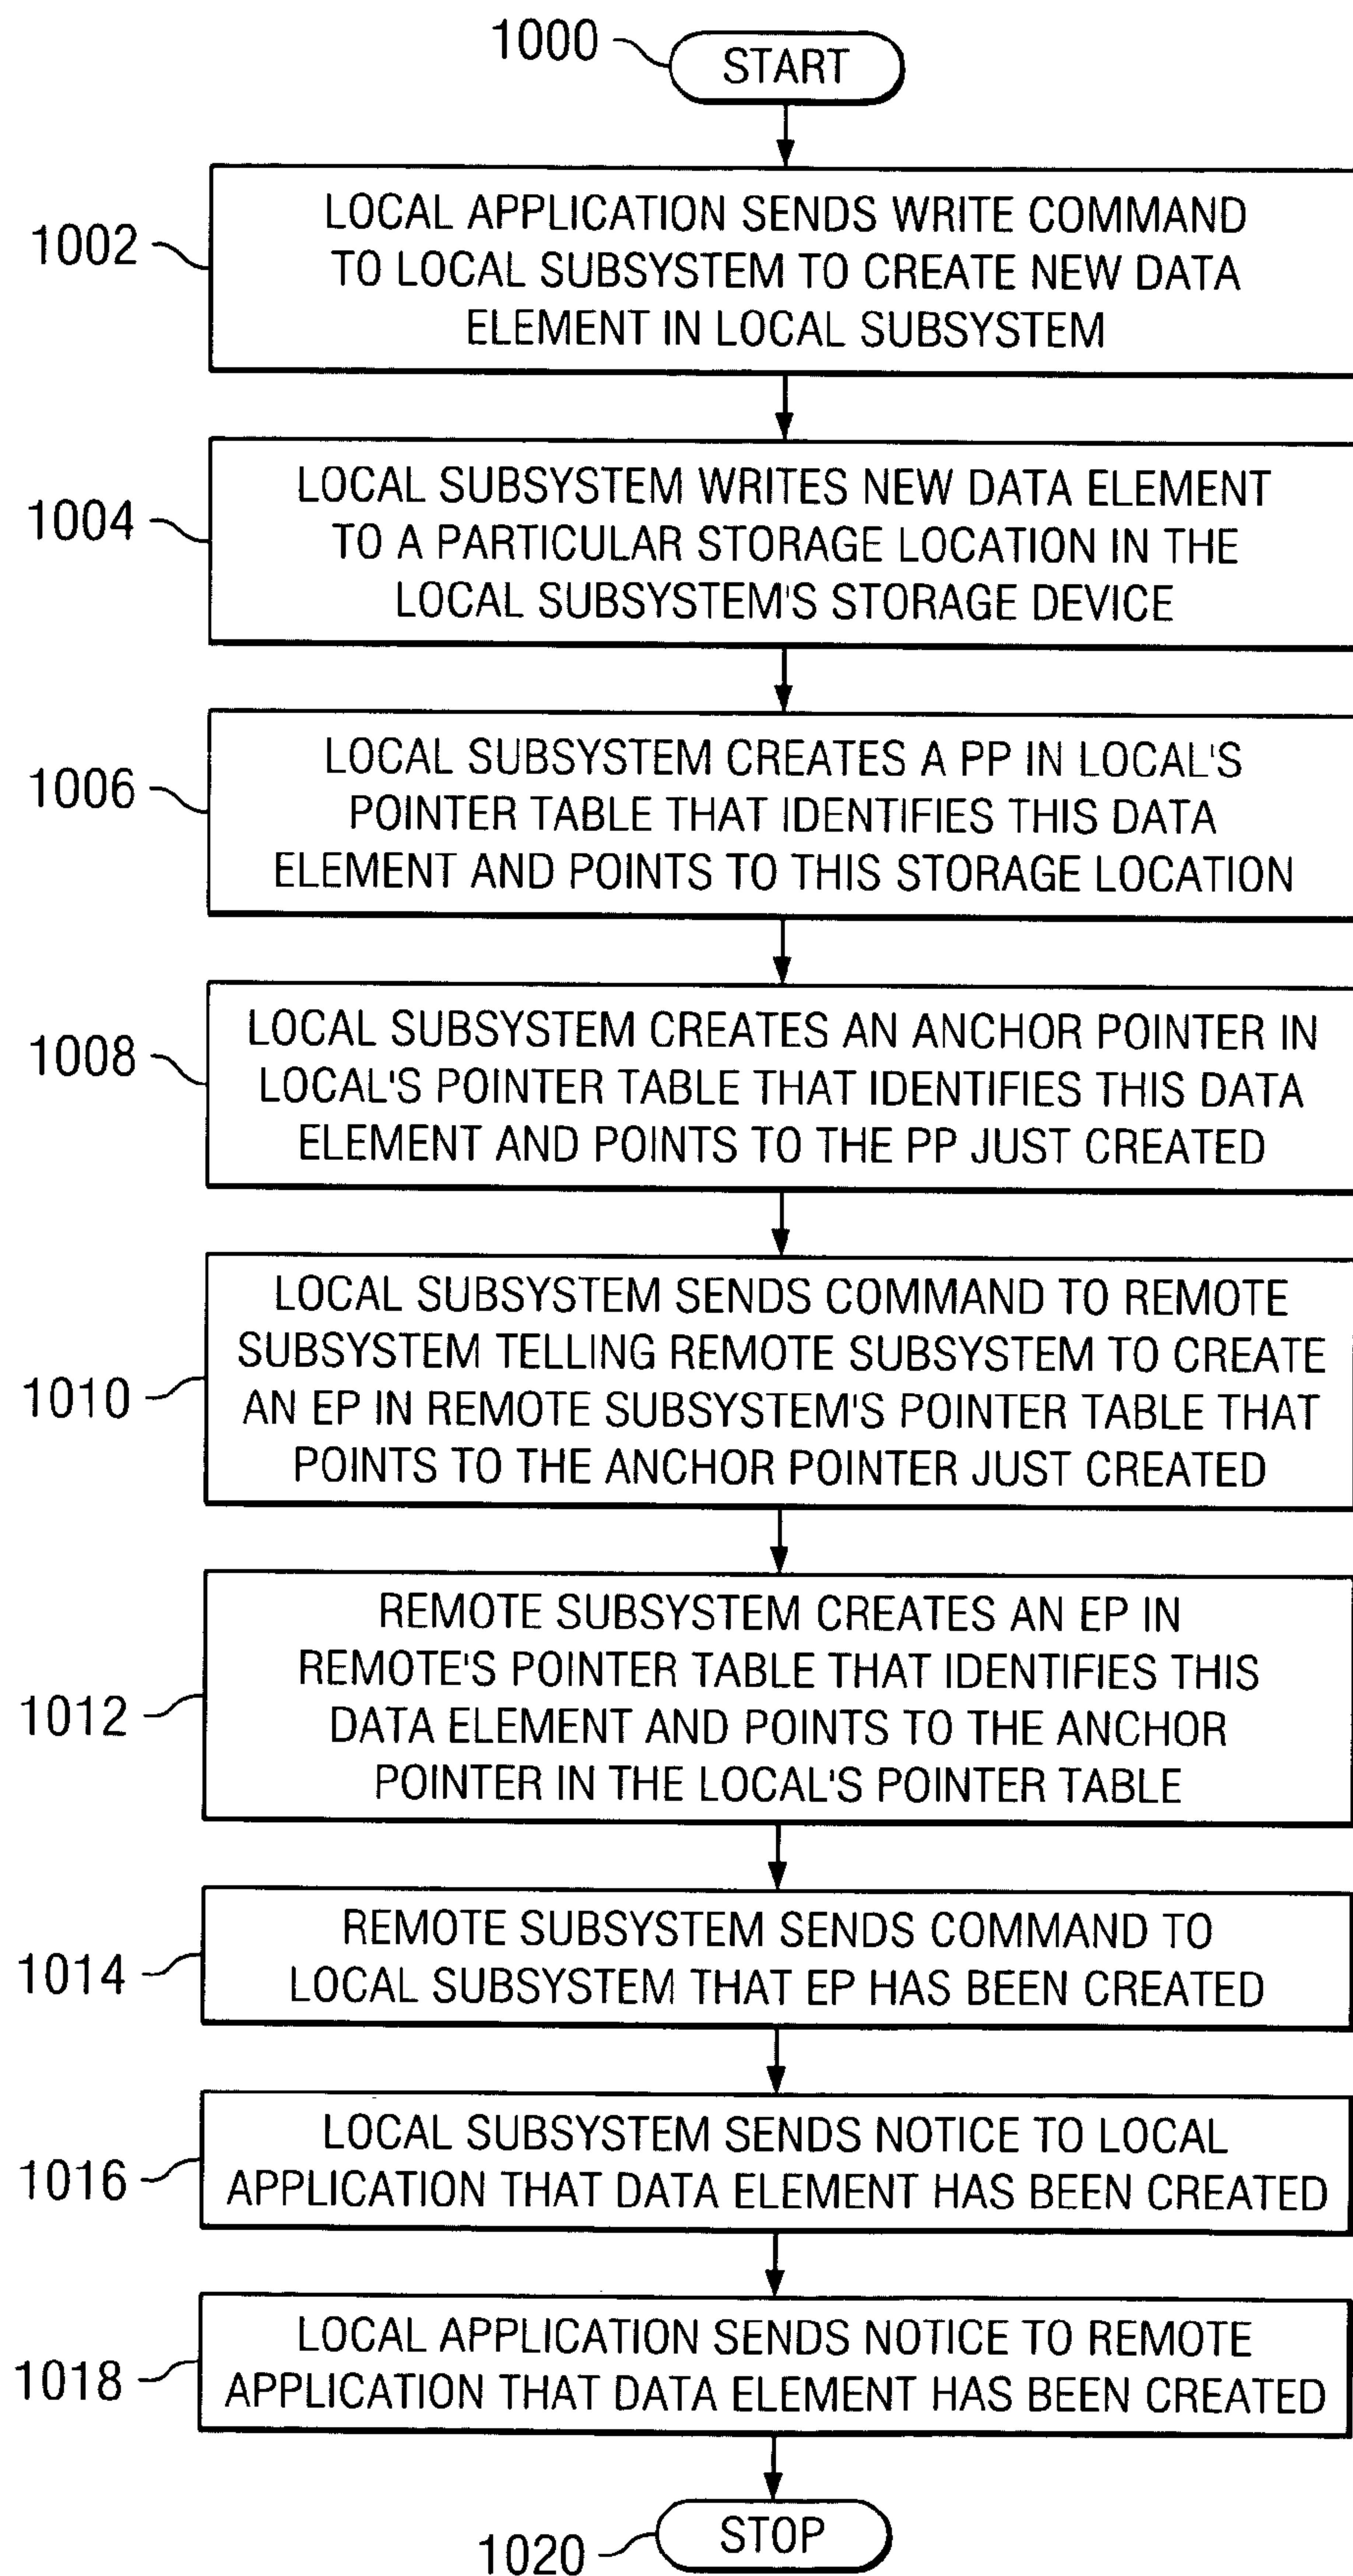 1000
START
1002
LOCAL APPLICATION SENDS WRITE COMMAND
TO LOCAL SUBSYSTEM TO CREATE NEW DATA
ELEMENT IN LOCAL SUBSYSTEM
1004
LOCAL SUBSYSTEM WRITES NEW DATA ELEMENT
TO A PARTICULAR STORAGE LOCATION IN THE
LOCAL SUBSYSTEM'S STORAGE DEVICE
1006
LOCAL SUBSYSTEM CREATES A PP IN LOCAL'S
POINTER TABLE THAT IDENTIFIES THIS DATA
ELEMENT AND POINTS TO THIS STORAGE LOCATION
1008
LOCAL SUBSYSTEM CREATES AN ANCHOR POINTER IN
LOCAL'S POINTER TABLE THAT IDENTIFIES THIS DATA
ELEMENT AND POINTS TO THE PP JUST CREATED
1010
LOCAL SUBSYSTEM SENDS COMMAND TO REMOTE
SUBSYSTEM TELLING REMOTE SUBSYSTEM TO CREATE
AN EP IN REMOTE SUBSYSTEM'S POINTER TABLE THAT
POINTS TO THE ANCHOR POINTER JUST CREATED
1012
REMOTE SUBSYSTEM CREATES AN EP IN
REMOTE'S POINTER TABLE THAT IDENTIFIES THIS
DATA ELEMENT AND POINTS TO THE ANCHOR
POINTER IN THE LOCAL'S POINTER TABLE
1014
REMOTE SUBSYSTEM SENDS COMMAND TO
LOCAL SUBSYSTEM THAT EP HAS BEEN CREATED
1016
LOCAL SUBSYSTEM SENDS NOTICE TO LOCAL
APPLICATION THAT DATA ELEMENT HAS BEEN CREATED
1018
LOCAL APPLICATION SENDS NOTICE TO REMOTE
APPLICATION THAT DATA ELEMENT HAS BEEN CREATED
1020
STOP